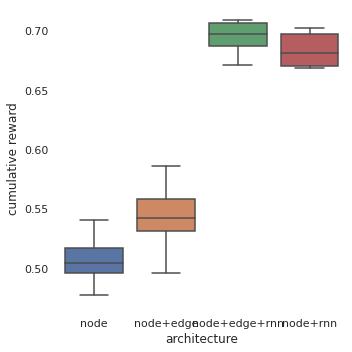 cumulative reward
0.70
0.65
0.60
0.55
0.50
node
node+edge
node+edge+rnn
node+rnn
architecture